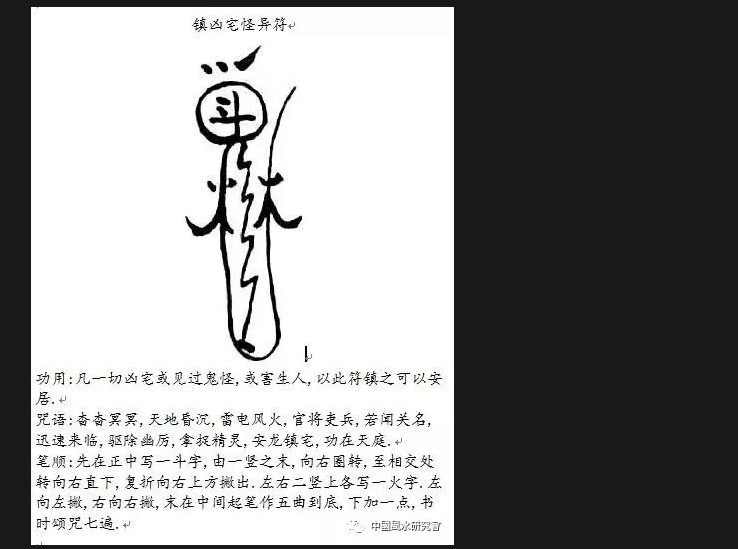 镇凶宅怪异符
斗
火 火
功用:凡一切凶宅或见过鬼怪,或害生人,以此符镇之可以安
居.
咒语:杳杳冥冥,天地昏沉,雷电风火,官将吏兵,若闻关名,
迅速来临,驱除幽厉,拿捉精灵,安龙镇宅,功在天庭.
笔顺:先在正中写一斗字,由一竖之末,向右圈转,至相交处
转向右直下,复折向右上方撇出.左右二竖上各写一火字.左
向左撇,右向右撇,末在中间起笔作五曲到底,下加一点,书
时颂咒七遍.
中国風水研究會